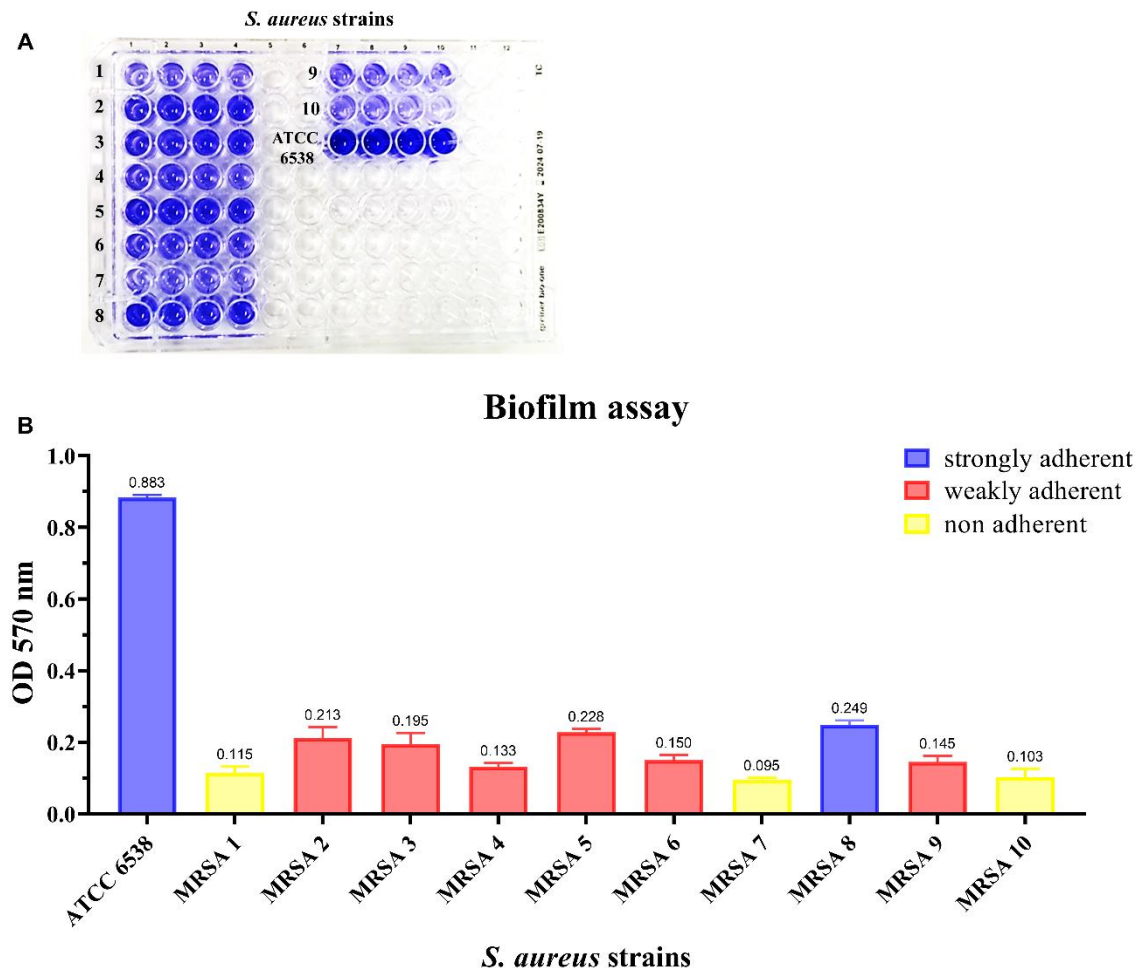 S. aureus strains
A
1 2 3 4 5 6 7 8 9 10 11 12
1
2
3
4
5
6
7
8
9
10
ATCC
6538
TC
2024-07-19
E200834Y
greiner bio-one
Biofilm assay
B
strongly adherent
weakly adherent
non adherent
OD 570 nm
1.0
0.8
0.6
0.4
0.2
0.0
0.883
0.115
0.213
0.195
0.133
0.228
0.150
0.095
0.249
0.145
0.103
ATCC 6538
MRSA 1
MRSA 2
MRSA 3
MRSA 4
MRSA 5
MRSA 6
MRSA 7
MRSA 8
MRSA 9
MRSA 10
S. aureus strains